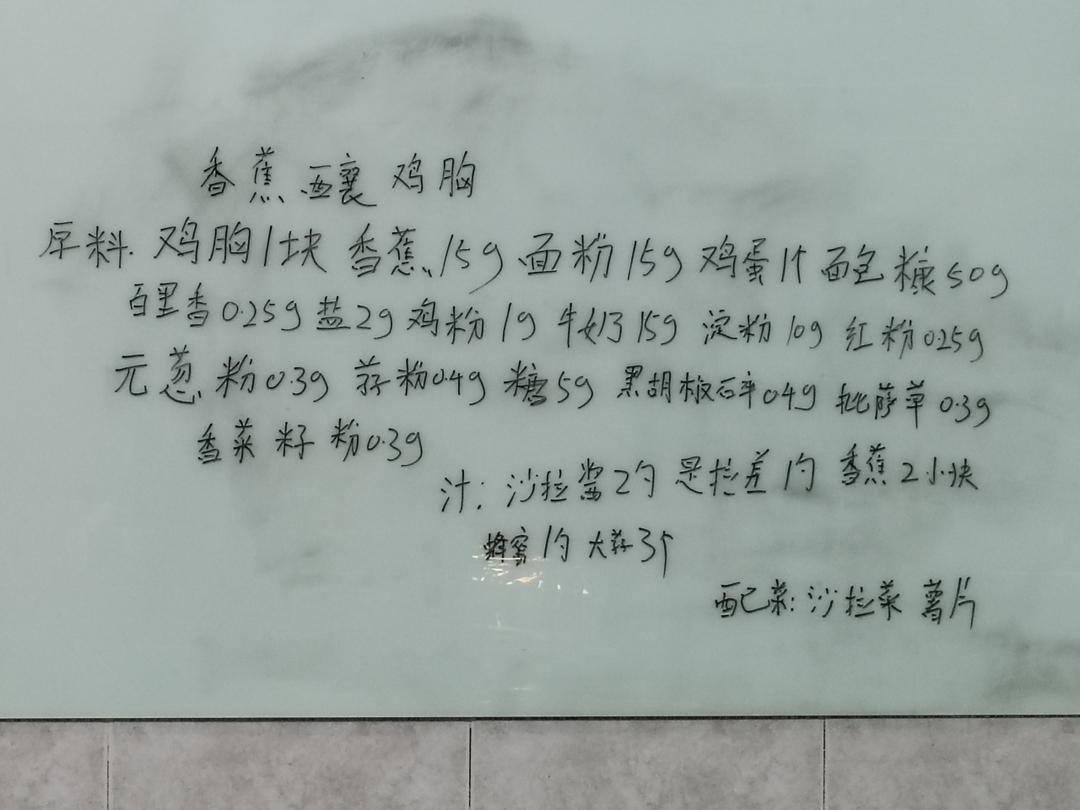 香蕉酿鸡胸
原料.鸡胸1块 香蕉15g 面粉15g 鸡蛋1个 面包糠50g
百里香0.25g 盐2g 鸡粉1g 牛奶15g 淀粉10g 红粉0.25g
元葱粉0.3g 蒜粉0.4g 糖5g 黑胡椒碎0.4g 批萨草0.3g
香菜籽粉0.3g
汁:沙拉酱2勺 是拉差1勺 香蕉2小块
蜂蜜1勺 大蒜3个
配菜:沙拉菜 薯片